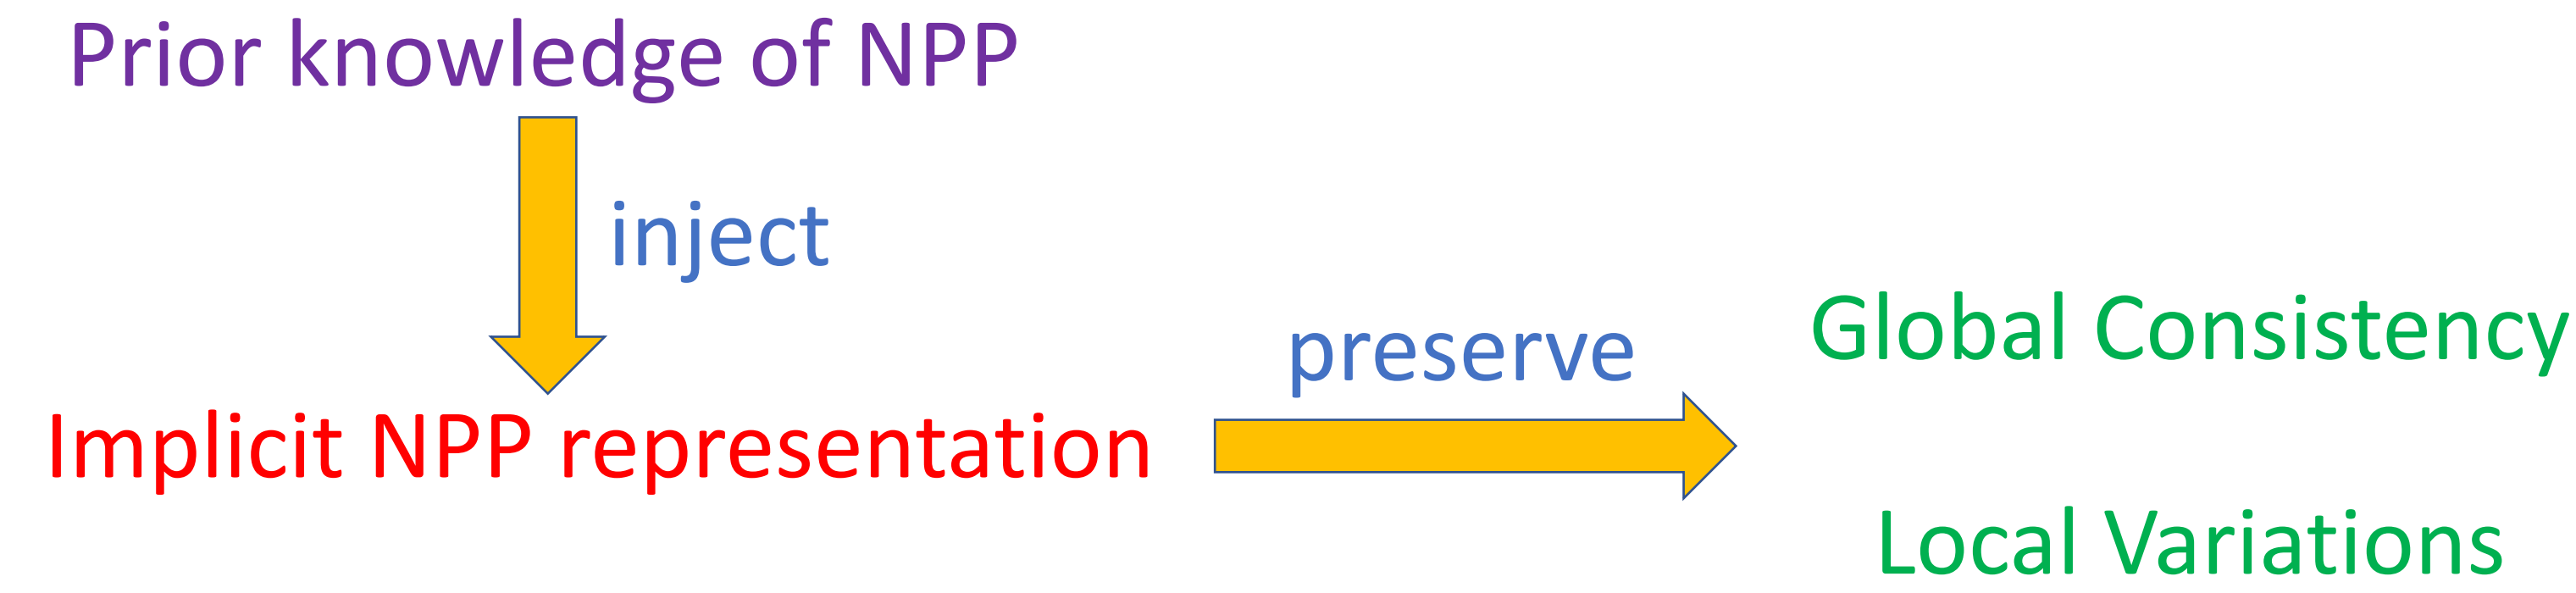 Prior knowledge of NPP
inject
preserve
Global Consistency
Implicit NPP representation
Local Variations